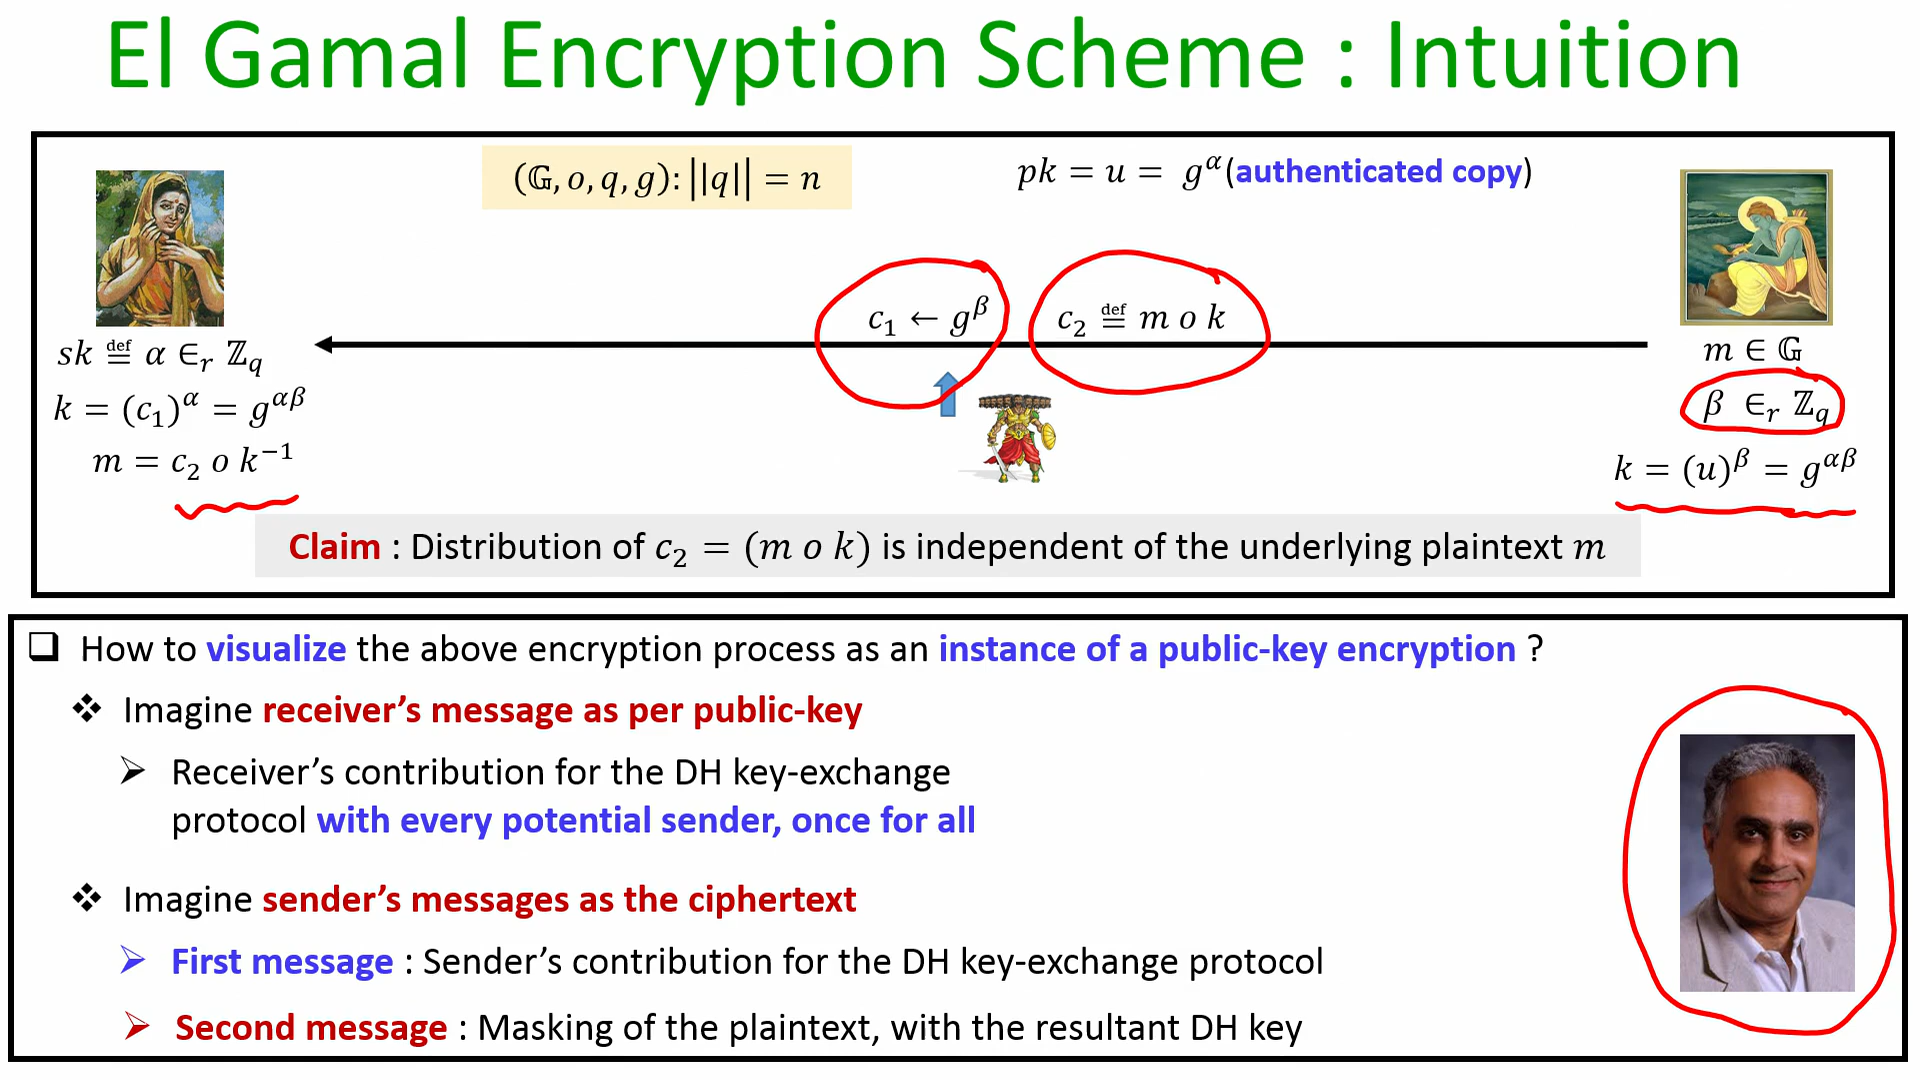 El Gamal Encryption Scheme : Intuition
(𝔾, o, q, g): ||q|| = n
pk = u = g^α (authenticated copy)
c₁ ← g^β
c₂ ≝ m o k
sk ≝ α ∈ᵣ ℤ_q
k = (c₁)^α = g^{αβ}
m = c₂ o k⁻¹
m ∈ 𝔾
β ∈ᵣ ℤ_q
k = (u)^β = g^{αβ}
Claim : Distribution of c₂ = (m o k) is independent of the underlying plaintext m
❑ How to visualize the above encryption process as an instance of a public-key encryption ?
❖ Imagine receiver’s message as per public-key
➢ Receiver’s contribution for the DH key-exchange
protocol with every potential sender, once for all
❖ Imagine sender’s messages as the ciphertext
➢ First message : Sender’s contribution for the DH key-exchange protocol
➢ Second message : Masking of the plaintext, with the resultant DH key